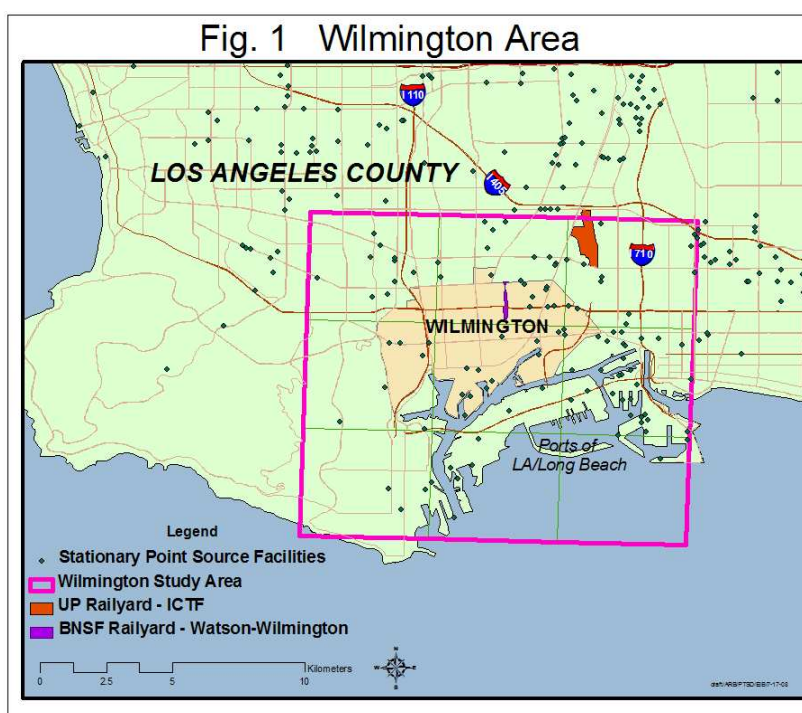 Fig. 1 Wilmington Area
I 110
LOS ANGELES COUNTY
I 405
I 710
WILMINGTON
Ports of
LA/Long Beach
Legend
Stationary Point Source Facilities
Wilmington Study Area
UP Railyard - ICTF
BNSF Railyard - Watson-Wilmington
Kilometers
0 2.5 5 10
N
W E
S